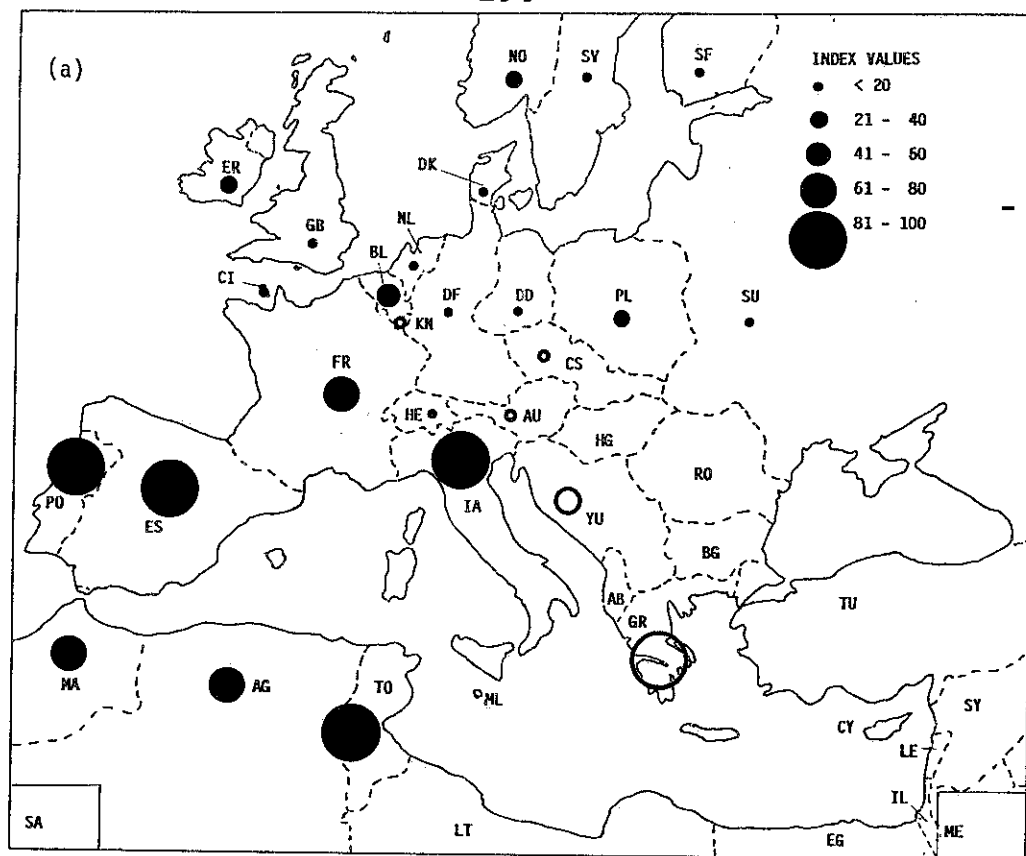 (a)
NO
SY
SF
INDEX VALUES
< 20
21 - 40
41 - 60
61 - 80
81 - 100
ER
DK
GB
NL
BL
CI
KN
DF
DD
PL
SU
CS
FR
HE
AU
HG
RO
PO
ES
IA
YU
BG
AB
GR
TU
MA
AG
TO
ML
CY
SY
LE
IL
SA
LT
EG
ME